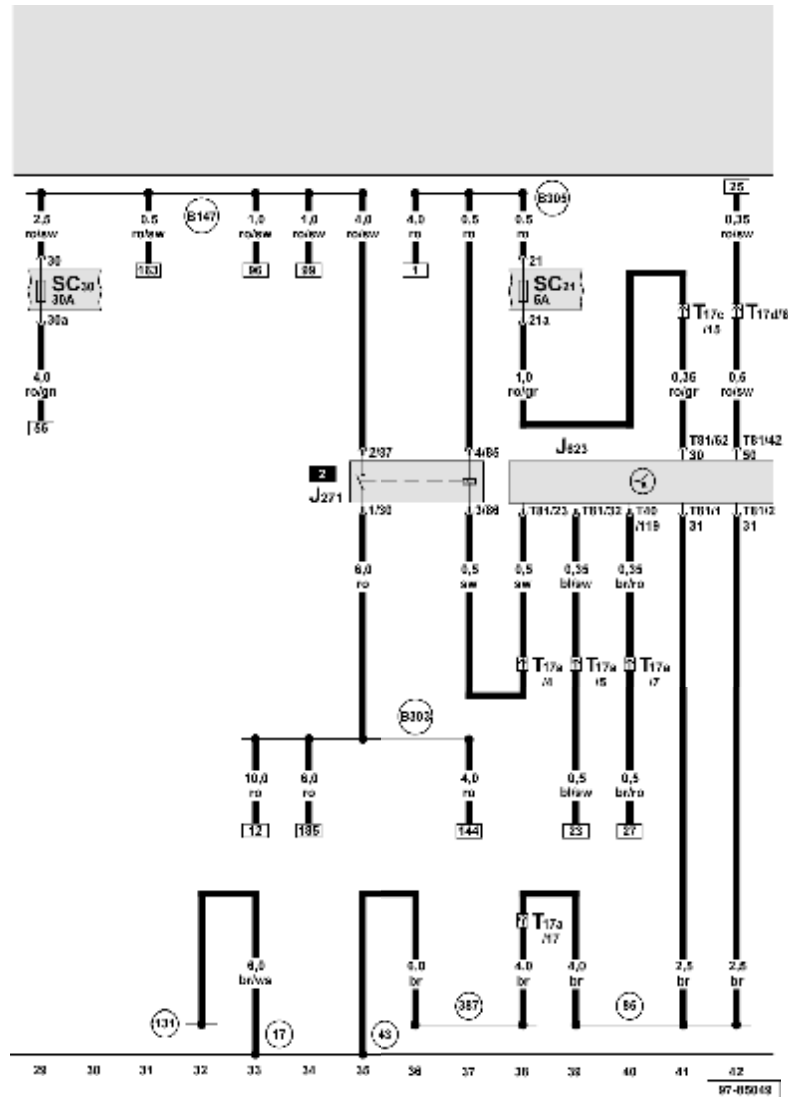 25
B147
B305
2,5
ro/sw
0.5
ro/sw
1,0
ro/sw
1,0
ro/sw
4,0
ro/sw
4,0
ro
0.5
ro
0.5
ro
0,35
ro/sw
30
SC30
30A
30a
163
96
99
1
21
SC21
5A
21a
T17c
/15
T17d/8
4,0
ro/gn
55
1,0
ro/gr
0,35
ro/gr
0,5
ro/sw
2/87
4/85
J623
T81/62
30
T81/42
50
2
J271
1/30
3/86
T81/23
T81/32
T40
/119
T81/1
31
T81/2
31
6,0
ro
0,5
sw
0,5
sw
0,35
bl/sw
0,35
br/ro
T17a
/4
T17a
/5
T17a
/7
B303
10,0
ro
6,0
ro
4,0
ro
0,5
bl/sw
0,5
br/ro
12
185
144
23
27
T17a
/17
6,0
br/ws
6,0
br
4,0
br
4,0
br
2,5
br
2,5
br
131
17
43
387
85
29 30 31 32 33 34 35 36 37 38 39 40 41 42
97-85049